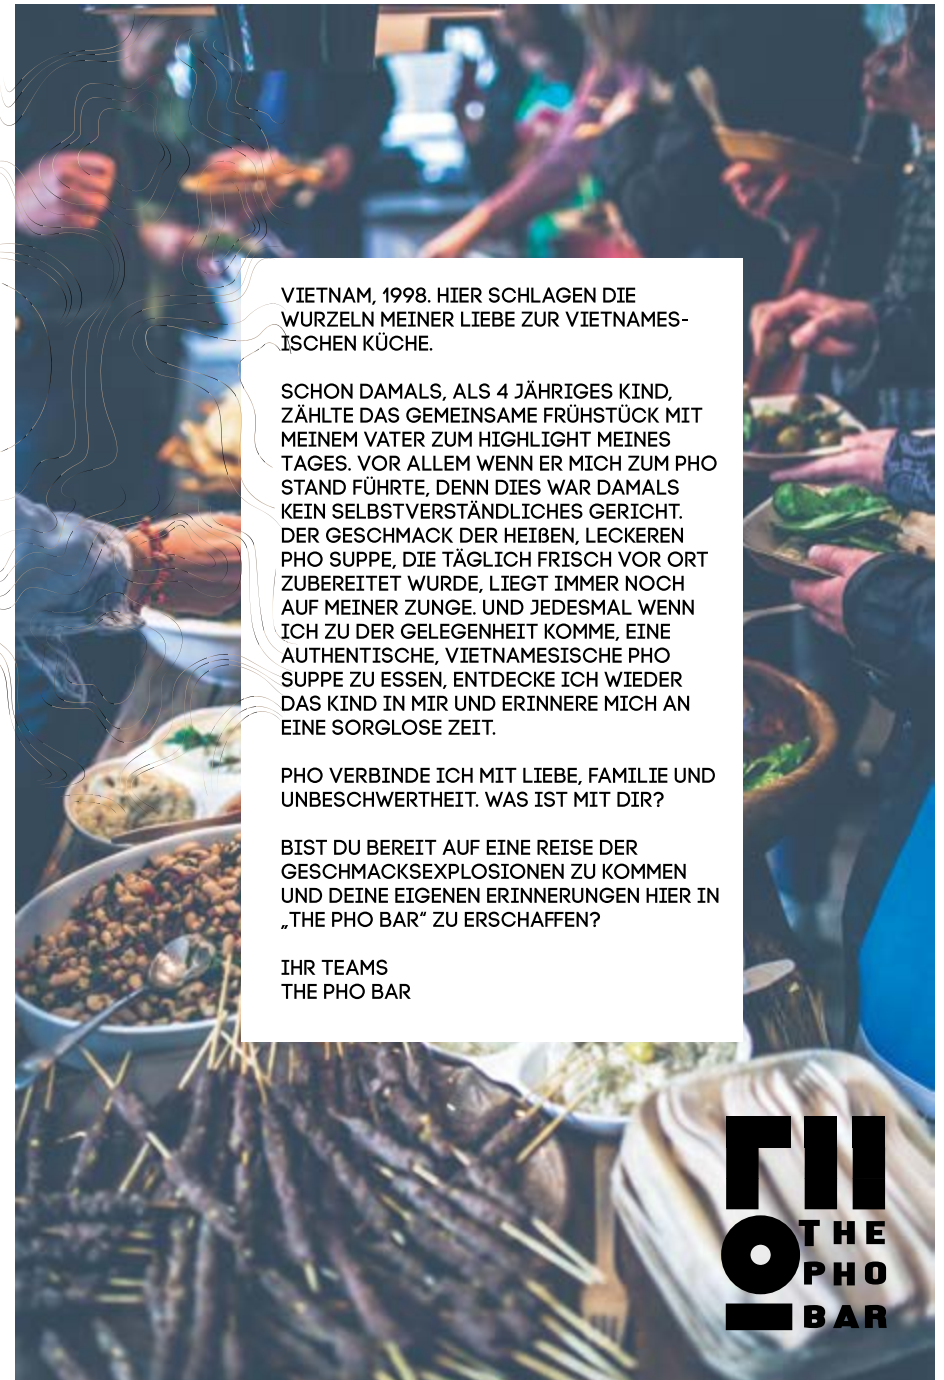 VIETNAM, 1998. HIER SCHLAGEN DIE
WURZELN MEINER LIEBE ZUR VIETNAMES-
ISCHEN KÜCHE.
SCHON DAMALS, ALS 4 JÄHRIGES KIND,
ZÄHLTE DAS GEMEINSAME FRÜHSTÜCK MIT
MEINEM VATER ZUM HIGHLIGHT MEINES
TAGES. VOR ALLEM WENN ER MICH ZUM PHO
STAND FÜHRTE, DENN DIES WAR DAMALS
KEIN SELBSTVERSTÄNDLICHES GERICHT.
DER GESCHMACK DER HEIßEN, LECKEREN
PHO SUPPE, DIE TÄGLICH FRISCH VOR ORT
ZUBEREITET WURDE, LIEGT IMMER NOCH
AUF MEINER ZUNGE. UND JEDESMAL WENN
ICH ZU DER GELEGENHEIT KOMME, EINE
AUTHENTISCHE, VIETNAMESISCHE PHO
SUPPE ZU ESSEN, ENTDECKE ICH WIEDER
DAS KIND IN MIR UND ERINNERE MICH AN
EINE SORGLOSE ZEIT.
PHO VERBINDE ICH MIT LIEBE, FAMILIE UND
UNBESCHWERTHEIT. WAS IST MIT DIR?
BIST DU BEREIT AUF EINE REISE DER
GESCHMACKSEXPLOSIONEN ZU KOMMEN
UND DEINE EIGENEN ERINNERUNGEN HIER IN
„THE PHO BAR“ ZU ERSCHAFFEN?
IHR TEAMS
THE PHO BAR
THE
PHO
BAR